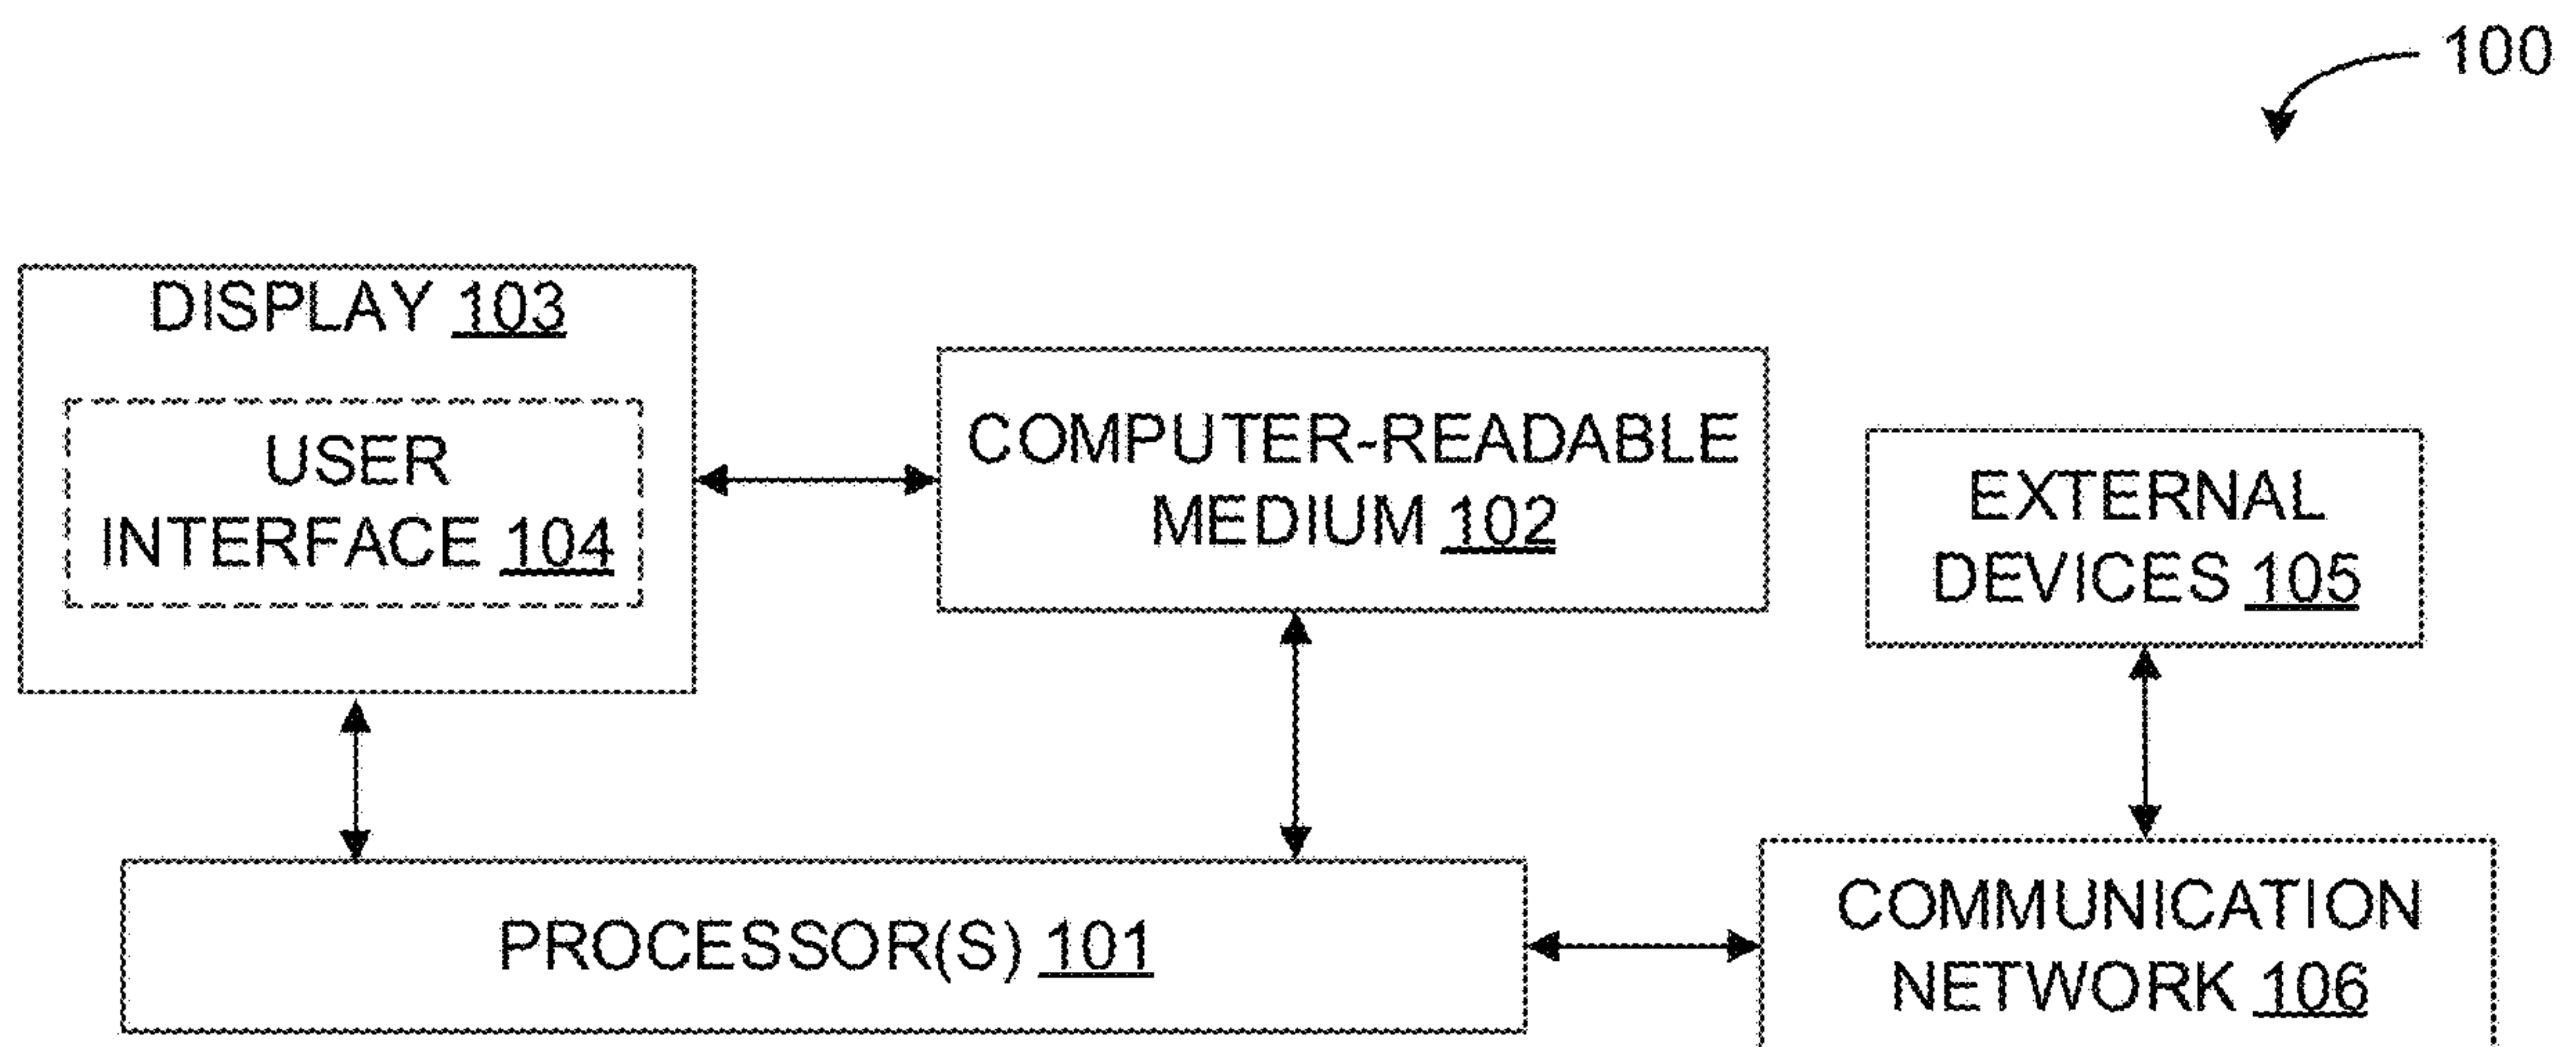 100
DISPLAY 103
USER
INTERFACE 104
COMPUTER-READABLE
MEDIUM 102
EXTERNAL
DEVICES 105
PROCESSOR(S) 101
COMMUNICATION
NETWORK 106